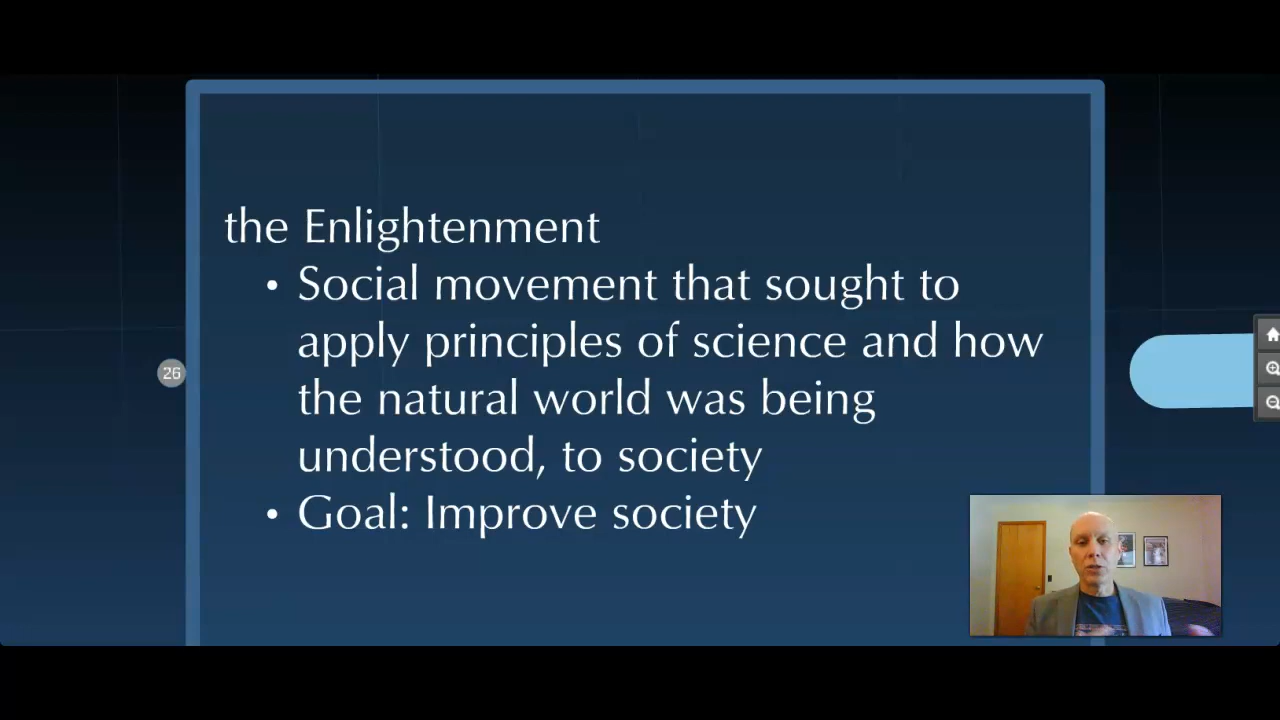 the Enlightenment
• Social movement that sought to
apply principles of science and how
the natural world was being
understood, to society
• Goal: Improve society
26